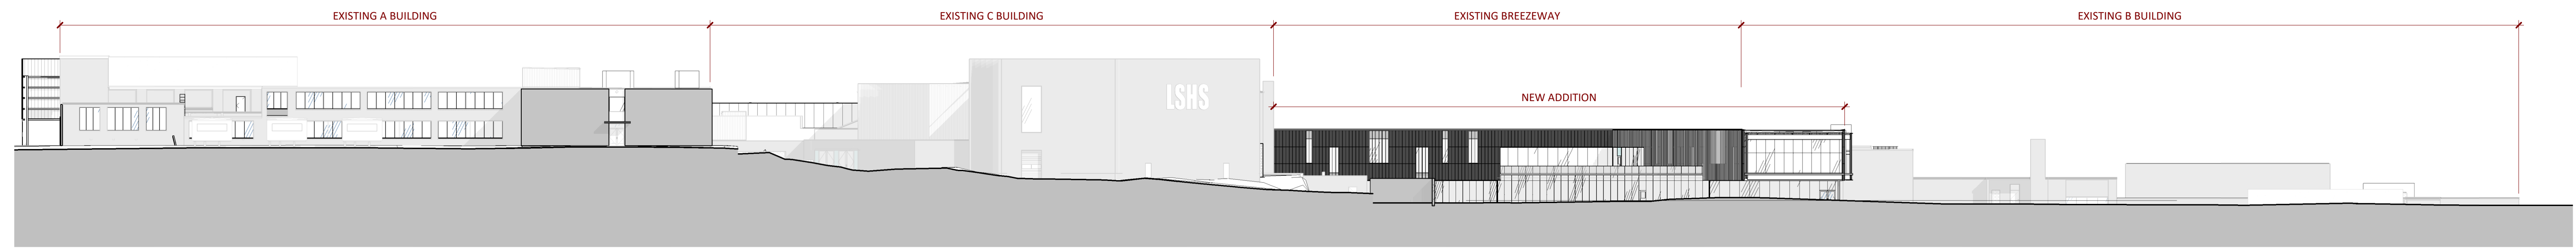 EXISTING A BUILDING
EXISTING C BUILDING
EXISTING BREEZEWAY
EXISTING B BUILDING
LSHS
NEW ADDITION